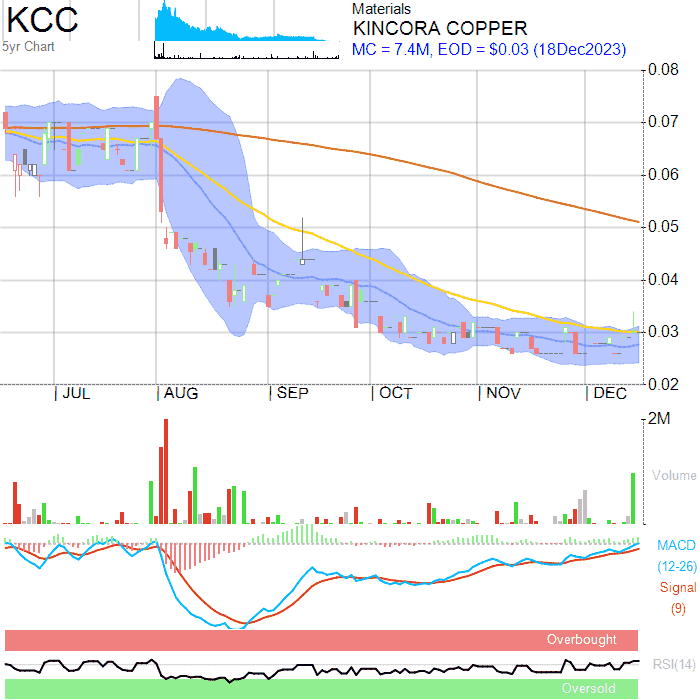 KCC
5yr Chart
Materials
KINCORA COPPER
MC = 7.4M, EOD = $0.03 (18Dec2023)
0.08
0.07
0.06
0.05
0.04
0.03
0.02
JUL AUG SEP OCT NOV DEC
2M
Volume
MACD
(12-26)
Signal
(9)
Overbought
RSI(14)
Oversold